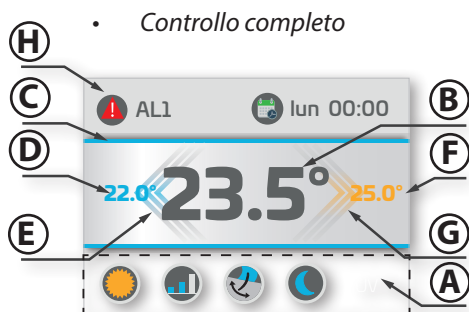 • Controllo completo
H
C
D
E
B
F
G
A
AL1 lun 00:00
22.0° 23.5° 25.0°